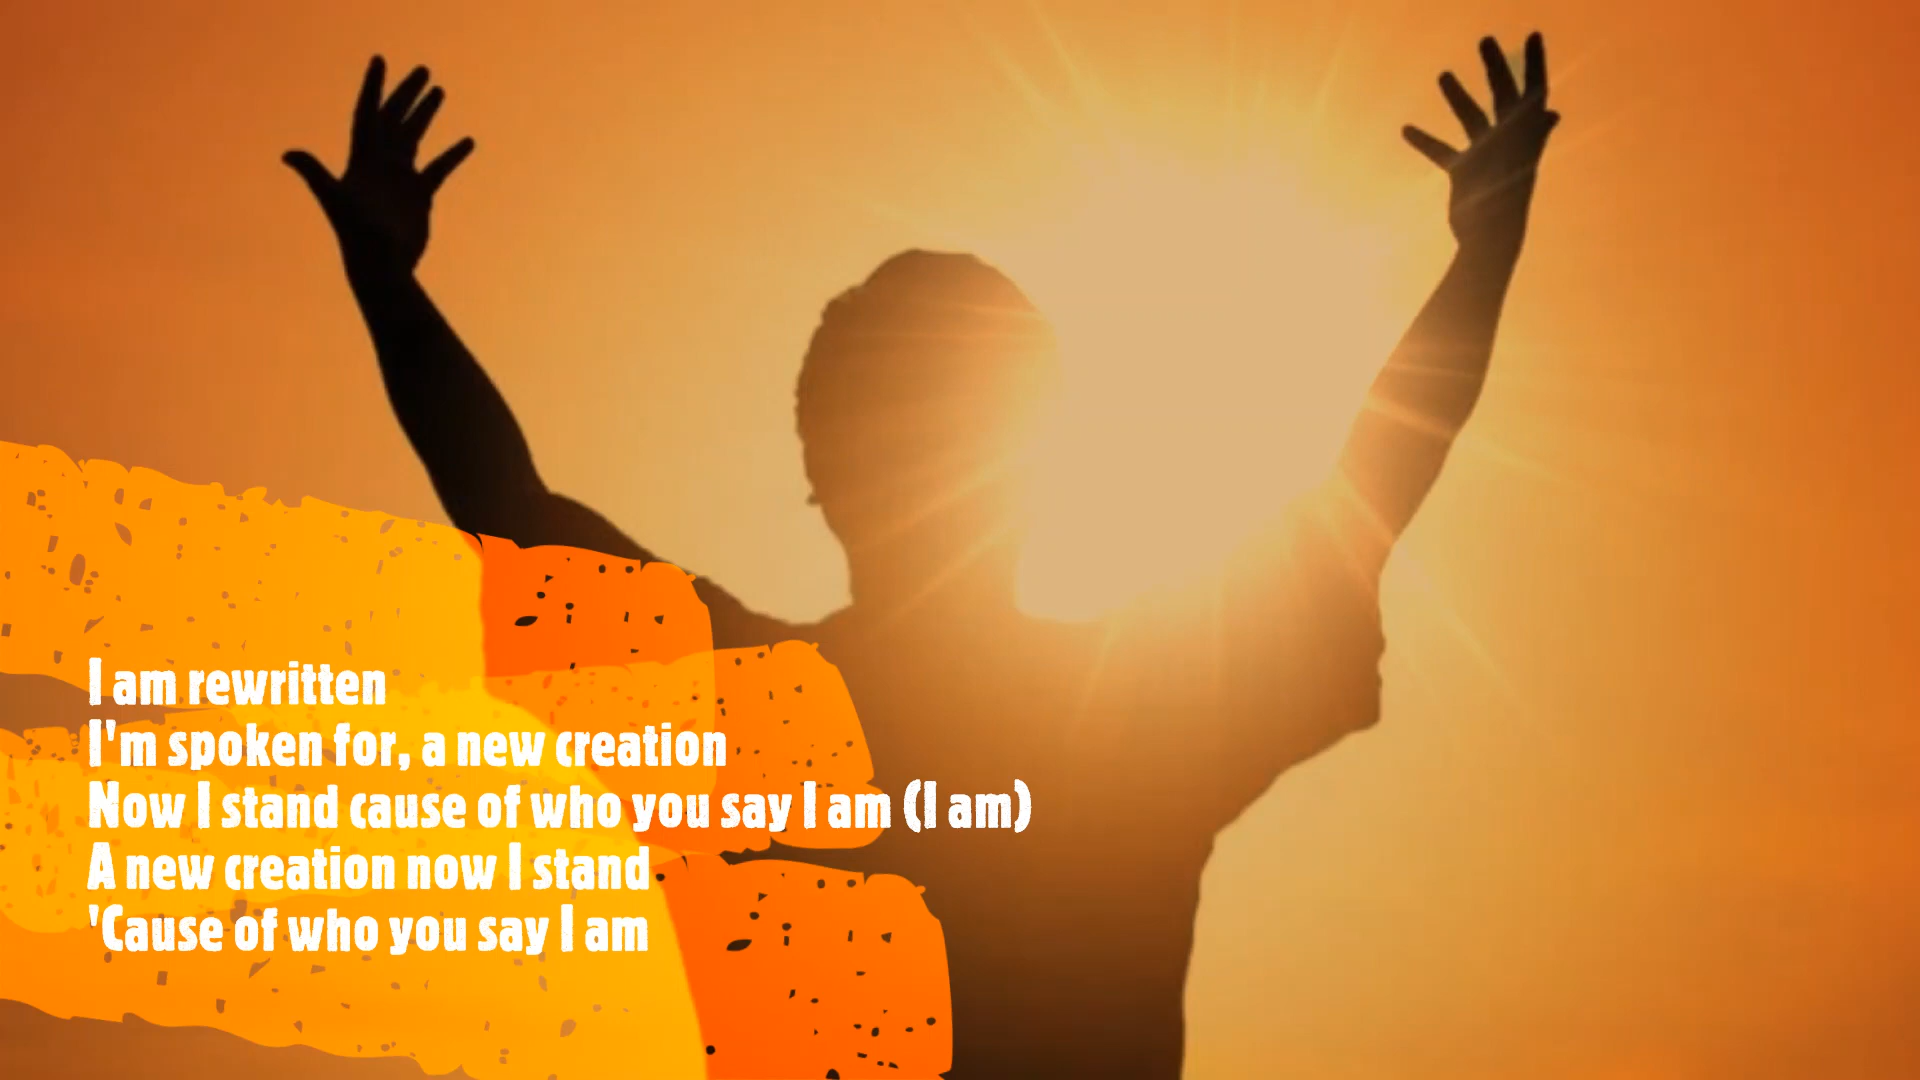 I am rewritten
I'm spoken for, a new creation
Now I stand cause of who you say I am (I am)
A new creation now I stand
'Cause of who you say I am